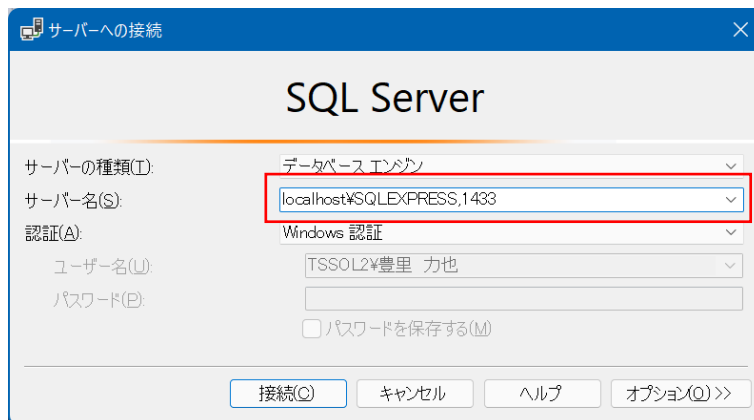 サーバーへの接続
SQL Server
サーバーの種類(T): データベース エンジン
サーバー名(S): localhost¥SQLEXPRESS,1433
認証(A): Windows 認証
ユーザー名(U): TSSOL2¥豊里 力也
パスワード(P):
パスワードを保存する(M)
接続(C) キャンセル ヘルプ オプション(O) >>